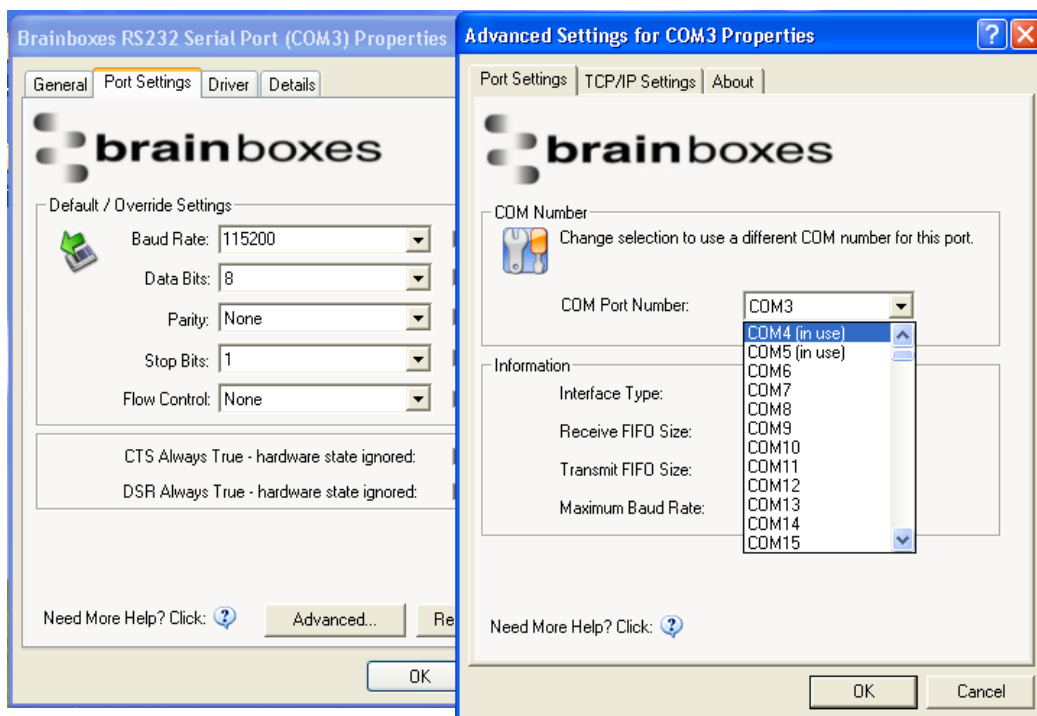 Brainboxes RS232 Serial Port (COM3) Properties
General Port Settings Driver Details
brainboxes
Default / Override Settings
Baud Rate: 115200
Data Bits: 8
Parity: None
Stop Bits: 1
Flow Control: None
CTS Always True - hardware state ignored:
DSR Always True - hardware state ignored:
Need More Help? Click:
Advanced... Re
OK
Advanced Settings for COM3 Properties
Port Settings TCP/IP Settings About
brainboxes
COM Number
Change selection to use a different COM number for this port.
COM Port Number: COM3
COM4 (in use)
COM5 (in use)
COM6
COM7
COM8
COM9
COM10
COM11
COM12
COM13
COM14
COM15
Information
Interface Type:
Receive FIFO Size:
Transmit FIFO Size:
Maximum Baud Rate:
Need More Help? Click:
OK Cancel